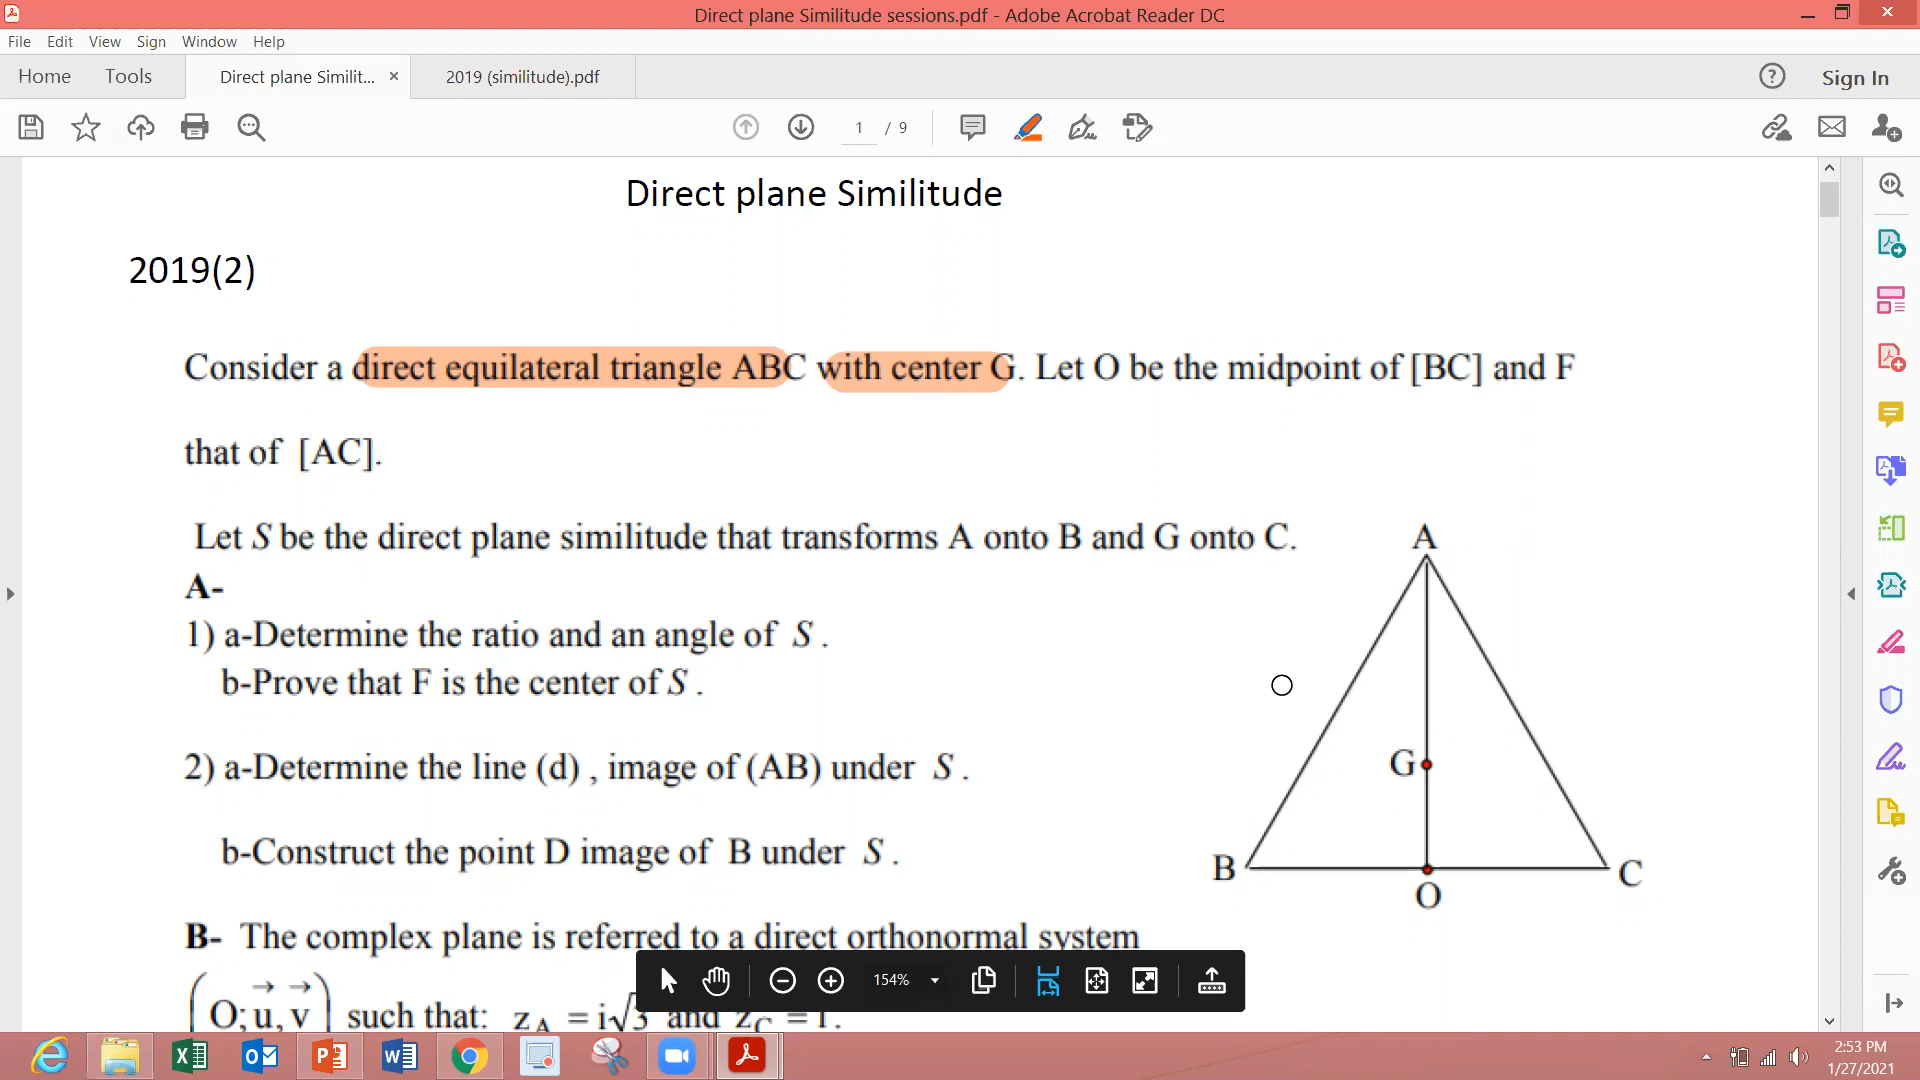 Direct plane Similitude sessions.pdf - Adobe Acrobat Reader DC
File Edit View Sign Window Help
Home Tools Direct plane Similit... × 2019 (similitude).pdf Sign In
1 / 9
Direct plane Similitude
2019(2)
Consider a direct equilateral triangle ABC with center G. Let O be the midpoint of [BC] and F
that of [AC].
Let S be the direct plane similitude that transforms A onto B and G onto C.
A-
1) a-Determine the ratio and an angle of S.
b-Prove that F is the center of S.
2) a-Determine the line (d), image of (AB) under S.
b-Construct the point D image of B under S.
A
G
B
C
O
B- The complex plane is referred to a direct orthonormal system
(O; u⃗, v⃗) such that: z_A = i√3 and z_C = 1.
154%
2:53 PM
1/27/2021